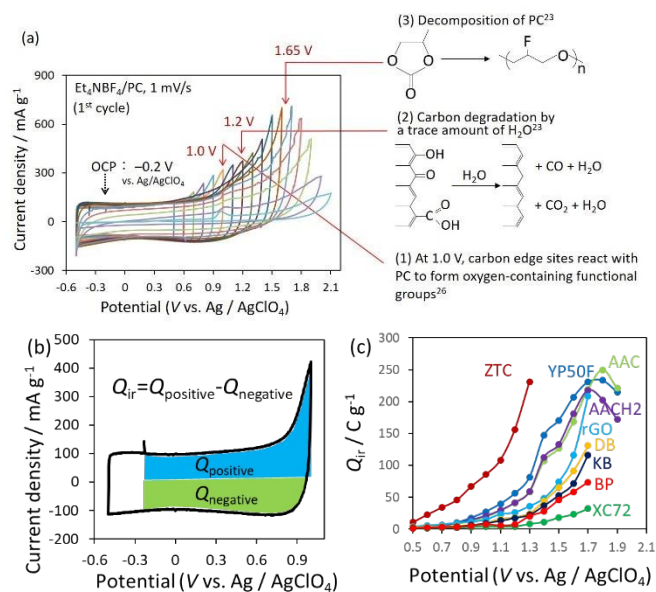 (3) Decomposition of PC23
(a)
1.65 V
F
O
O
O
O
n
900
Et4NBF4/PC, 1 mV/s
(1st cycle)
700
500
300
100
-100
-300
Current density / mA g−1
1.2 V
1.0 V
OCP : −0.2 V
vs. Ag/AgClO4
-0.6 -0.3 0 0.3 0.6 0.9 1.2 1.5 1.8 2.1
Potential (V vs. Ag / AgClO4)
(2) Carbon degradation by
a trace amount of H2O23
OH
O
O
OH
H2O
+ CO + H2O
+ CO2 + H2O
(1) At 1.0 V, carbon edge sites react with
PC to form oxygen-containing functional
groups26
(b)
500
400
300
200
100
0
-100
-200
Current density / mA g−1
Qir=Qpositive-Qnegative
Qpositive
Qnegative
-0.6 -0.3 0 0.3 0.6 0.9
Potential (V vs. Ag / AgClO4)
(c)
300
250
200
150
100
50
0
Qir / C g−1
ZTC
YP50F
AAC
AACH2
rGO
DB
KB
BP
XC72
0.5 0.7 0.9 1.1 1.3 1.5 1.7 1.9 2.1
Potential (V vs. Ag / AgClO4)